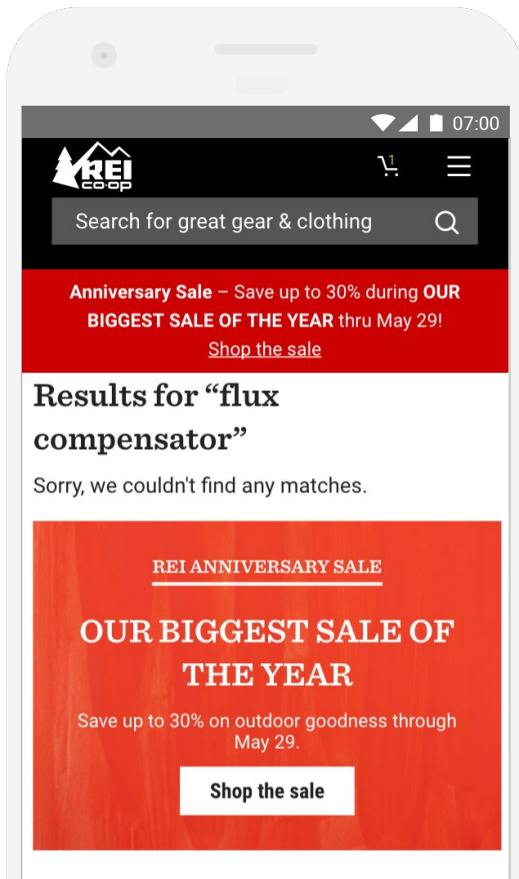 07:00
REI
co·op
1
Search for great gear & clothing
Anniversary Sale – Save up to 30% during OUR
BIGGEST SALE OF THE YEAR thru May 29!
Shop the sale
Results for “flux
compensator”
Sorry, we couldn't find any matches.
REI ANNIVERSARY SALE
OUR BIGGEST SALE OF
THE YEAR
Save up to 30% on outdoor goodness through
May 29.
Shop the sale